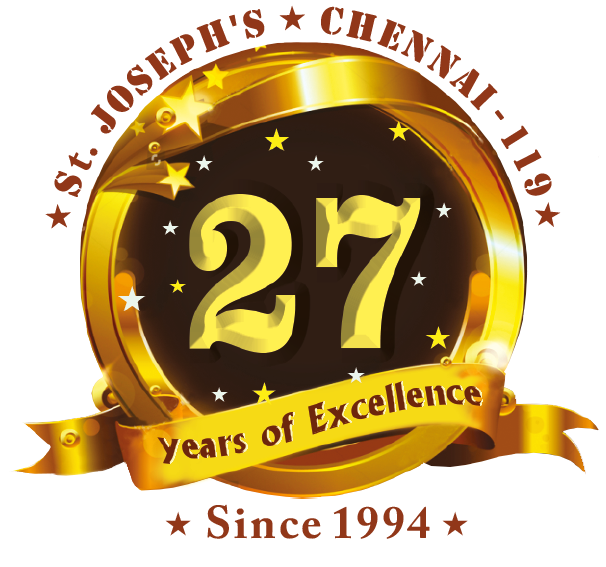 St. JOSEPH'S ★ CHENNAI-119
27
years of Excellence
★ Since 1994 ★